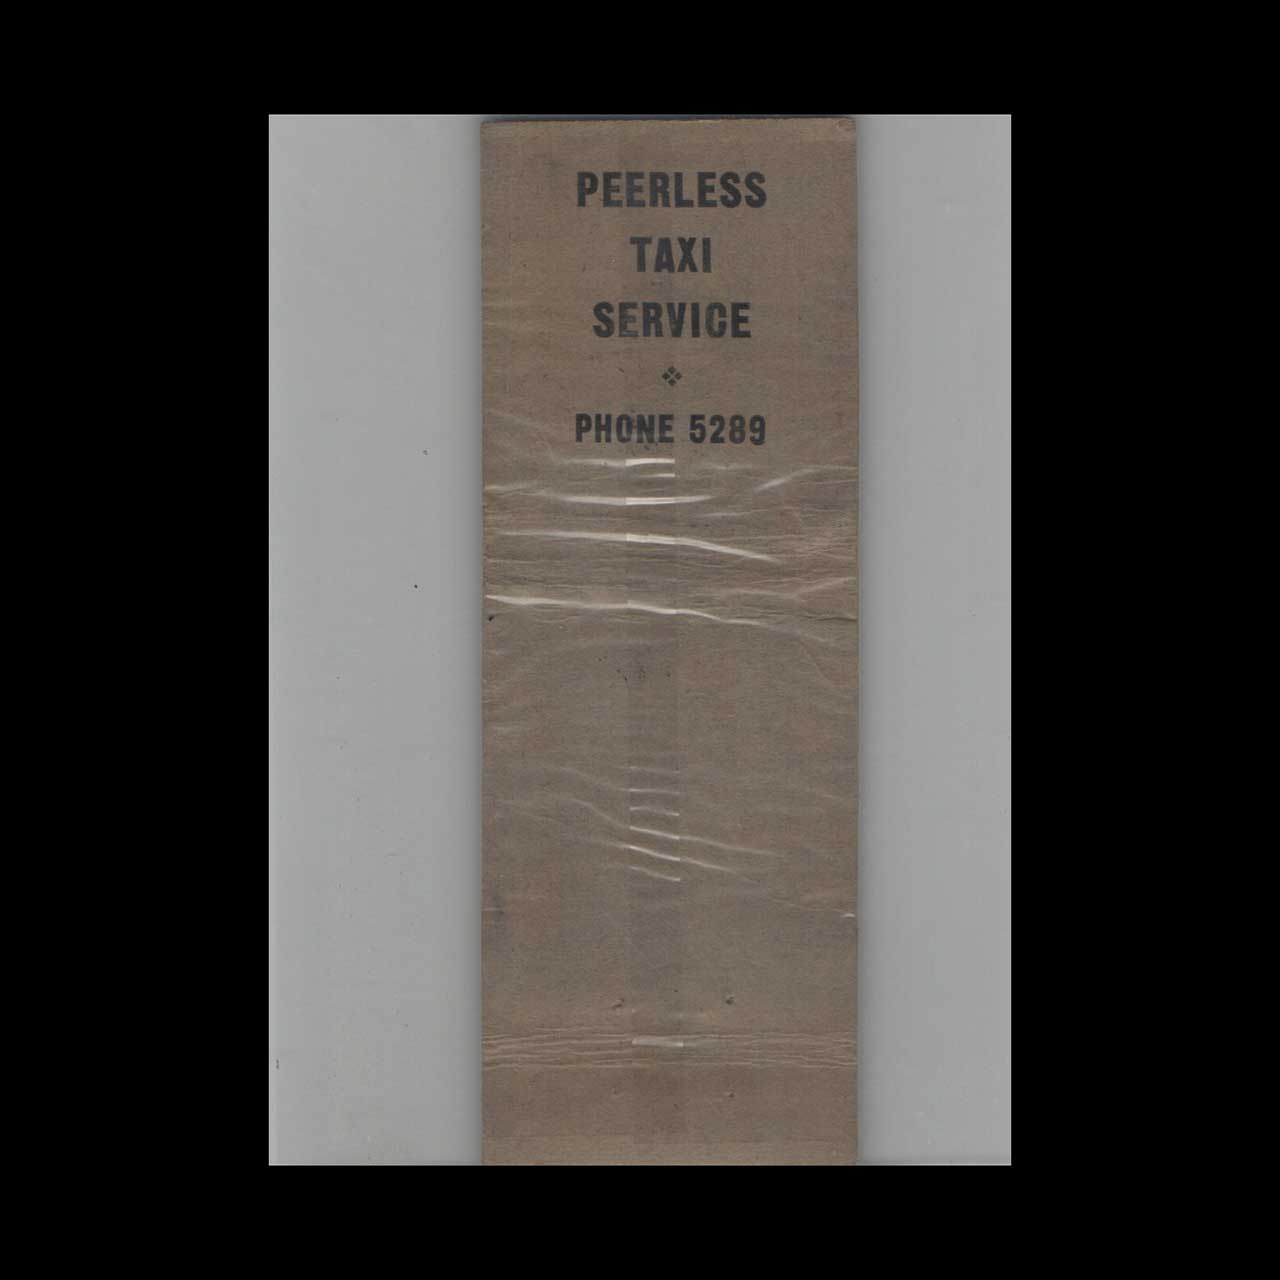 PEERLESS
TAXI
SERVICE
PHONE 5289